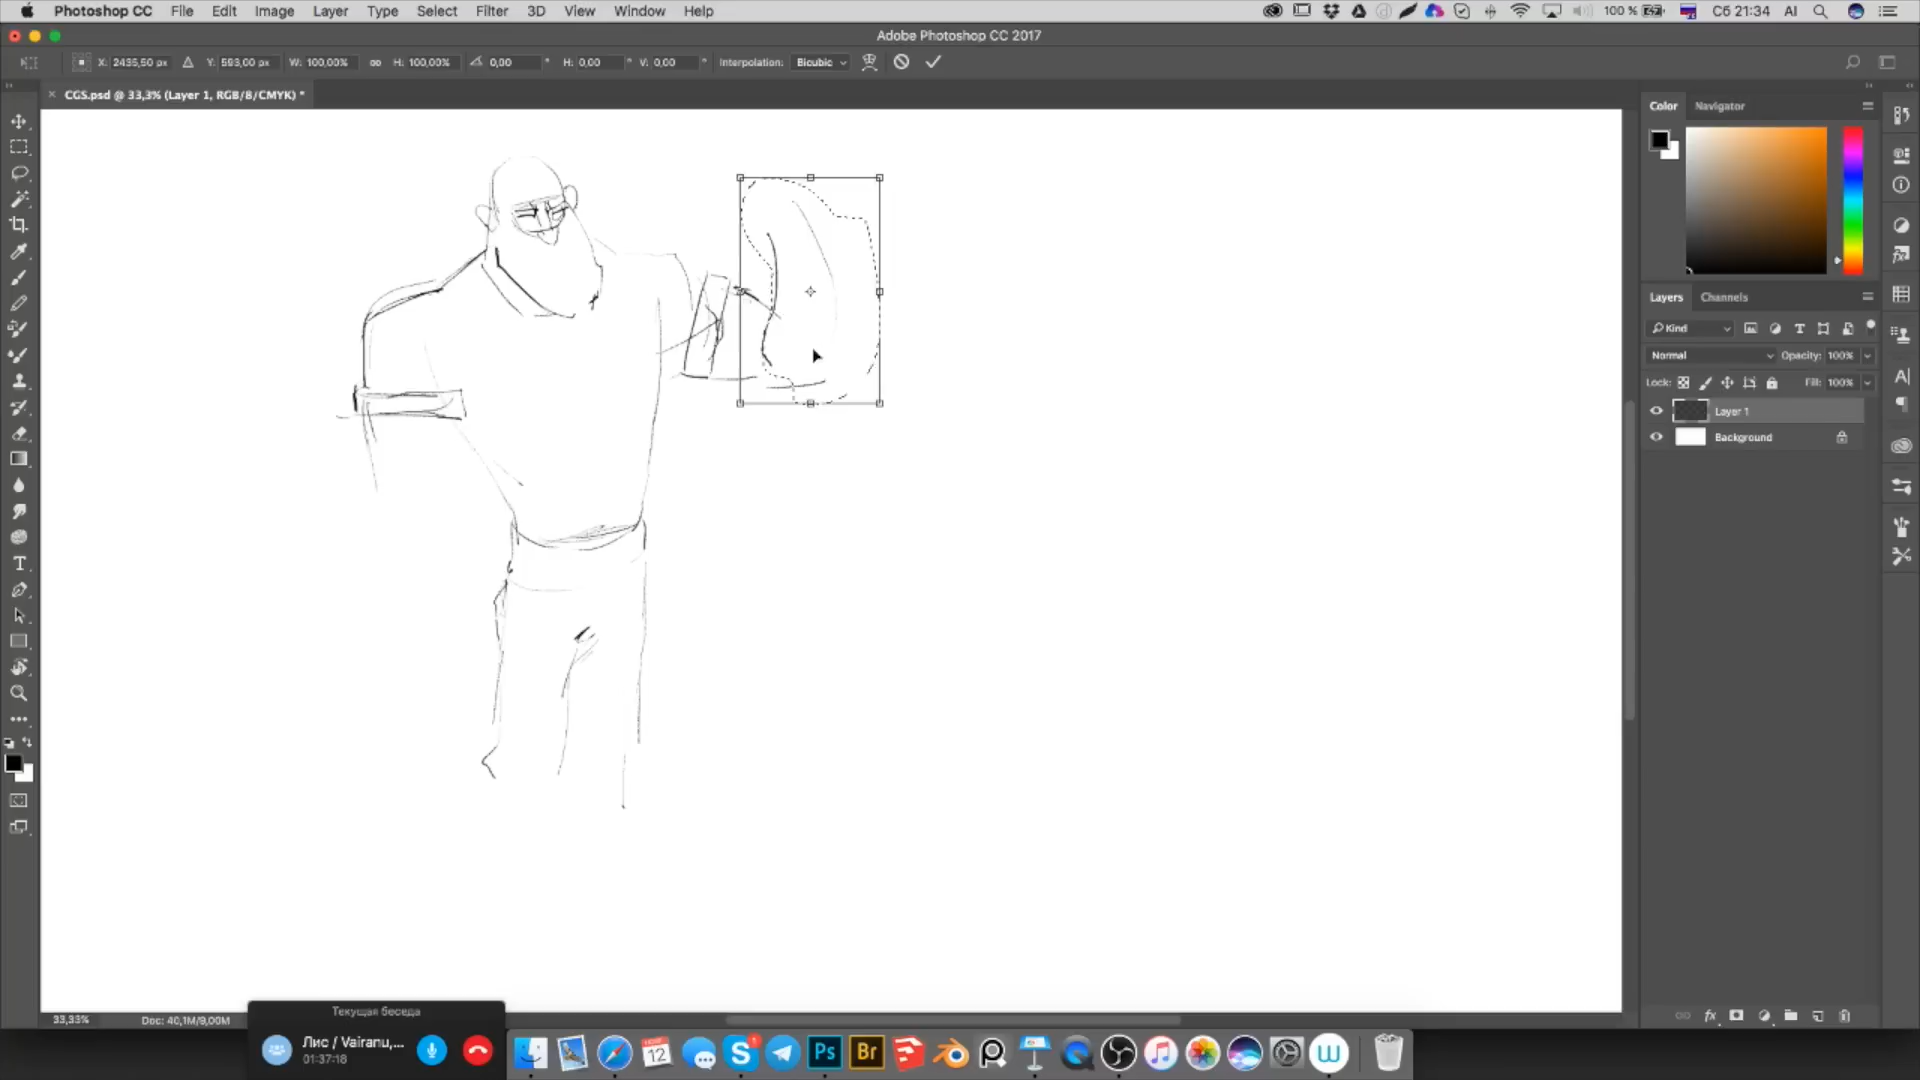 Photoshop CC File Edit Image Layer Type Select Filter 3D View Window Help 100 % Сб 21:34 AI
Adobe Photoshop CC 2017
X: 2435,50 px Y: 593,00 px W: 100,00% H: 100,00% 0,00 ° H: 0,00 ° V: 0,00 ° Interpolation: Bicubic
CGS.psd @ 33,3% (Layer 1, RGB/8/CMYK) *
Color Navigator
Layers Channels
Kind
Normal Opacity: 100%
Lock: Fill: 100%
Layer 1
Background
33,33% Doc: 40,1M/9,00M
Текущая беседа
Лис / Vairanu,...
01:37:18
12
Ps
Br